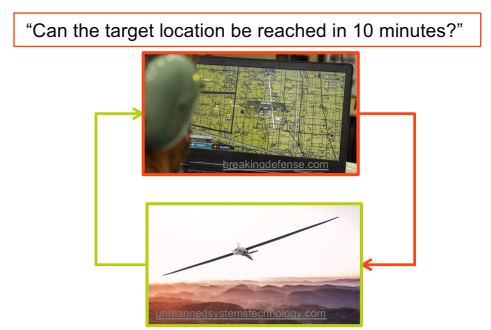 “Can the target location be reached in 10 minutes?”
breakingdefense.com
unmannedsystemstechnology.com